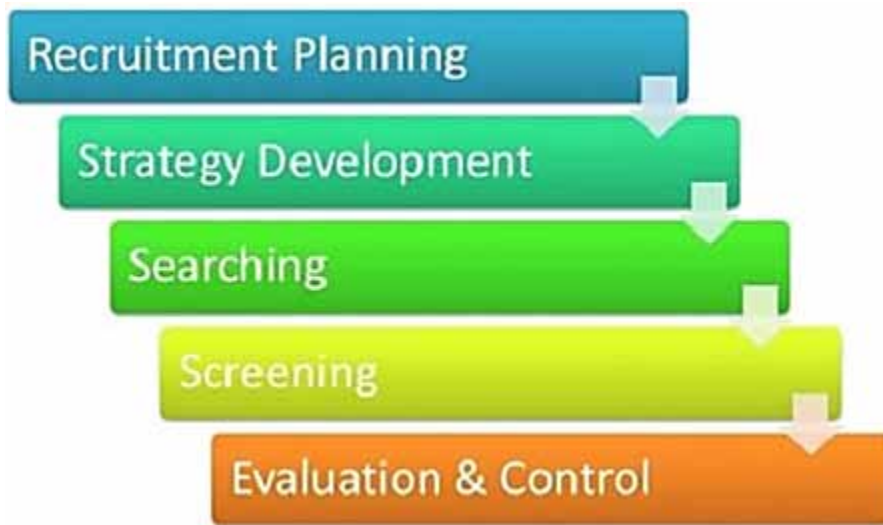 Recruitment Planning
Strategy Development
Searching
Screening
Evaluation & Control